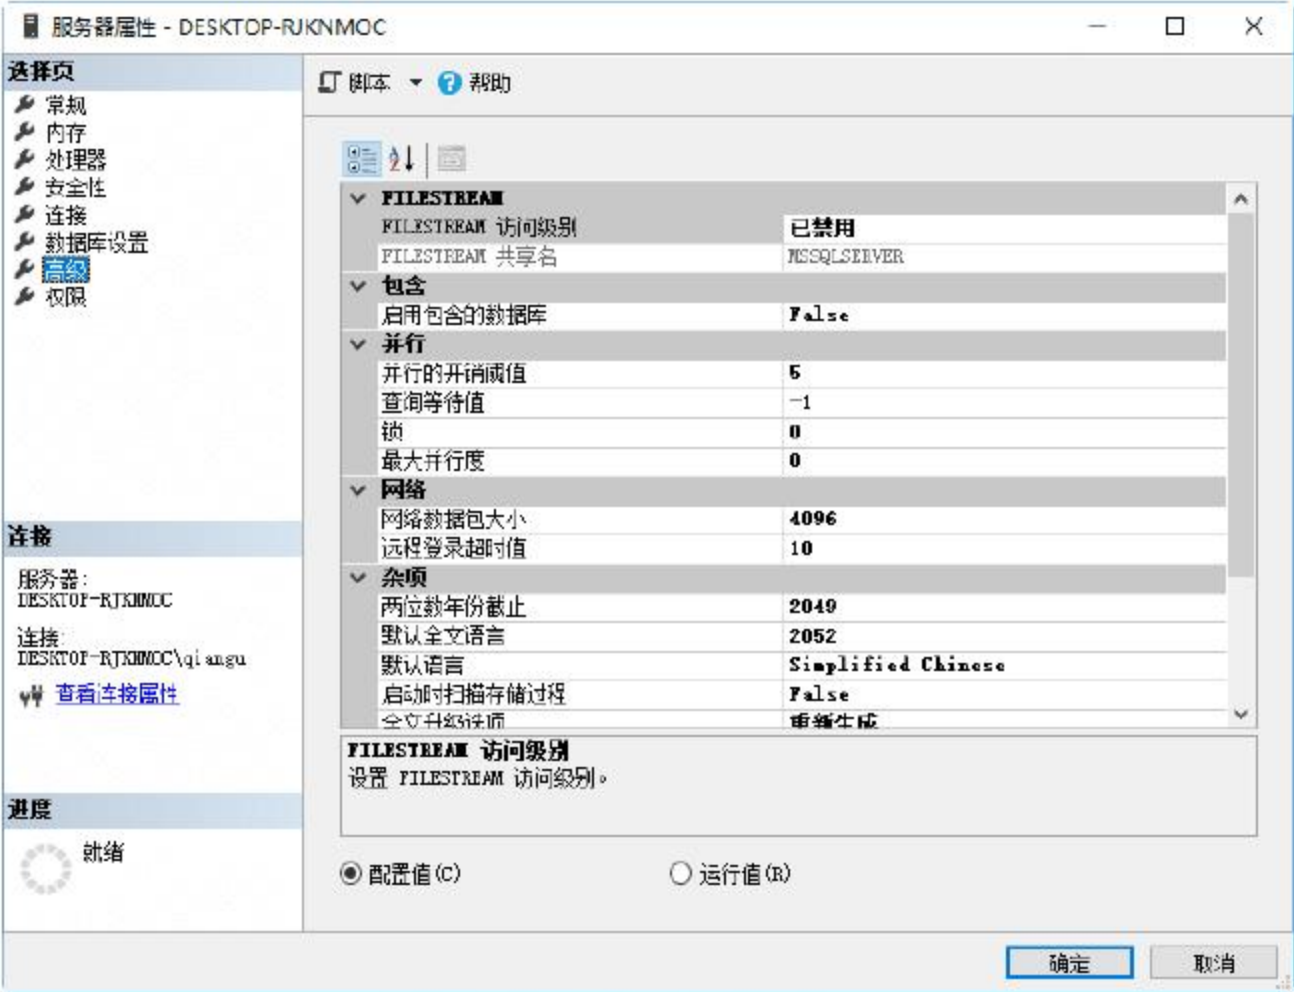 服务器属性 - DESKTOP-RJKNMOC
选择页
常规
内存
处理器
安全性
连接
数据库设置
高级
权限
连接
服务器:
DESKTOP-RJKNMOC
连接:
DESKTOP-RJKNMOC\qiangu
查看连接属性
进度
就绪
脚本 帮助
FILESTREAM
FILESTREAM 访问级别 已禁用
FILESTREAM 共享名 MSSQLSERVER
包含
启用包含的数据库 False
并行
并行的开销阈值 5
查询等待值 -1
锁 0
最大并行度 0
网络
网络数据包大小 4096
远程登录超时值 10
杂项
两位数年份截止 2049
默认全文语言 2052
默认语言 Simplified Chinese
启动时扫描存储过程 False
全文升级选项 重新生成
FILESTREAM 访问级别
设置 FILESTREAM 访问级别。
配置值(C) 运行值(R)
确定 取消